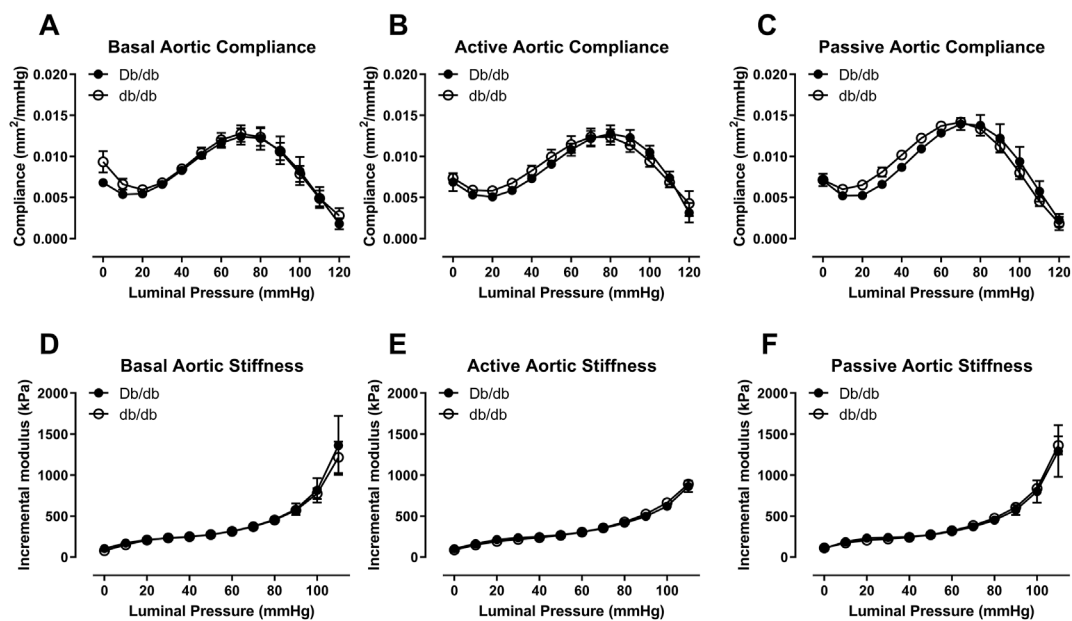 A
Basal Aortic Compliance
Db/db
db/db
Compliance (mm²/mmHg)
0.020
0.015
0.010
0.005
0.000
0 20 40 60 80 100 120
Luminal Pressure (mmHg)
B
Active Aortic Compliance
Db/db
db/db
Compliance (mm²/mmHg)
0.020
0.015
0.010
0.005
0.000
0 20 40 60 80 100 120
Luminal Pressure (mmHg)
C
Passive Aortic Compliance
Db/db
db/db
Compliance (mm²/mmHg)
0.020
0.015
0.010
0.005
0.000
0 20 40 60 80 100 120
Luminal Pressure (mmHg)
D
Basal Aortic Stiffness
Db/db
db/db
Incremental modulus (kPa)
2000
1500
1000
500
0
0 20 40 60 80 100
Luminal Pressure (mmHg)
E
Active Aortic Stiffness
Db/db
db/db
Incremental modulus (kPa)
2000
1500
1000
500
0
0 20 40 60 80 100
Luminal Pressure (mmHg)
F
Passive Aortic Stiffness
Db/db
db/db
Incremental modulus (kPa)
2000
1500
1000
500
0
0 20 40 60 80 100
Luminal Pressure (mmHg)